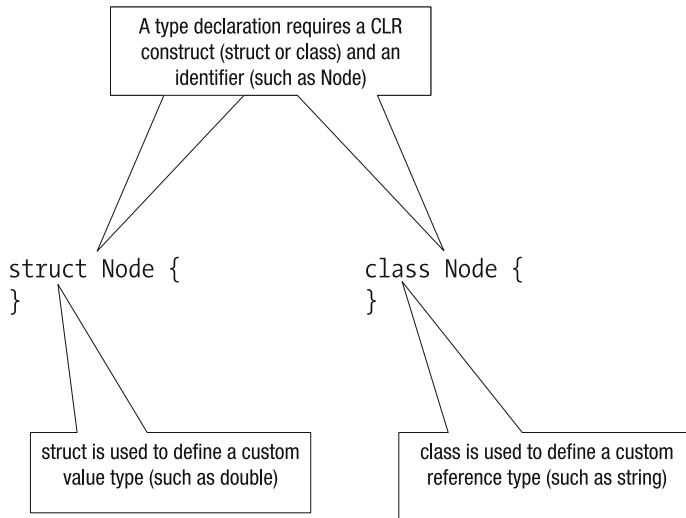 A type declaration requires a CLR
construct (struct or class) and an
identifier (such as Node)
struct Node {
}
class Node {
}
struct is used to define a custom
value type (such as double)
class is used to define a custom
reference type (such as string)